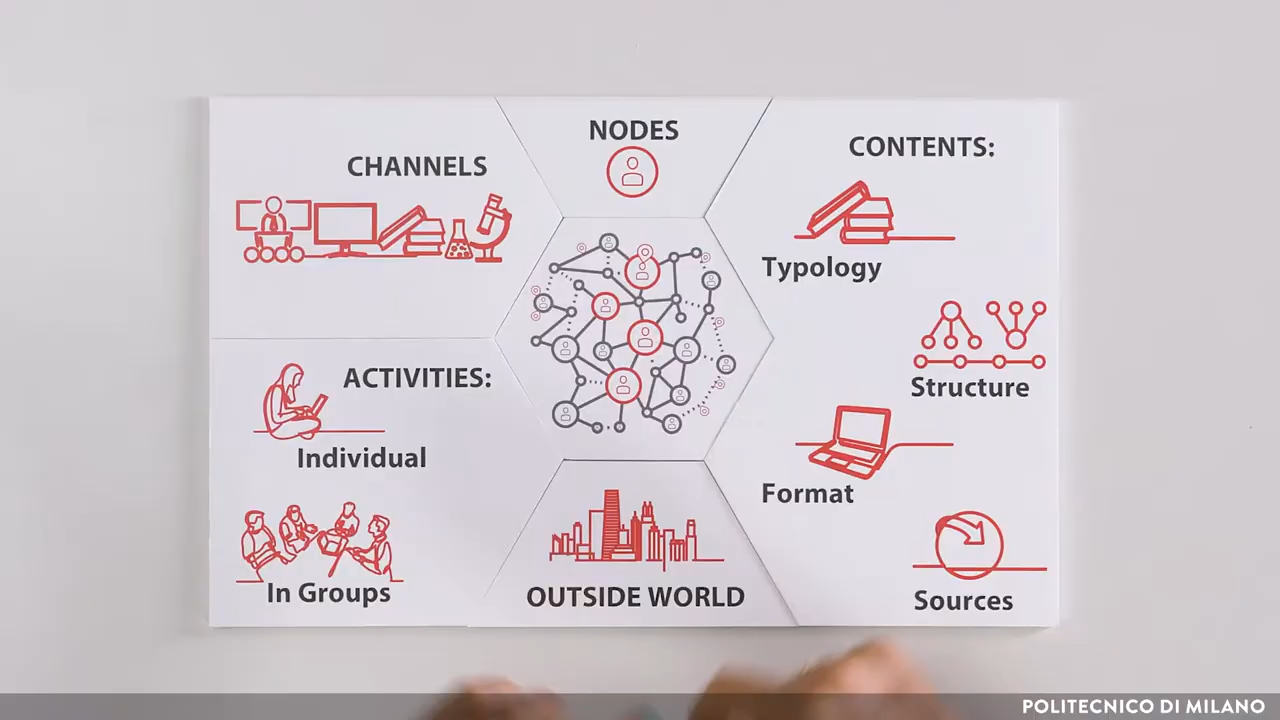 NODES
CHANNELS
CONTENTS:
Typology
ACTIVITIES:
Structure
Individual
Format
In Groups
OUTSIDE WORLD
Sources
POLITECNICO DI MILANO